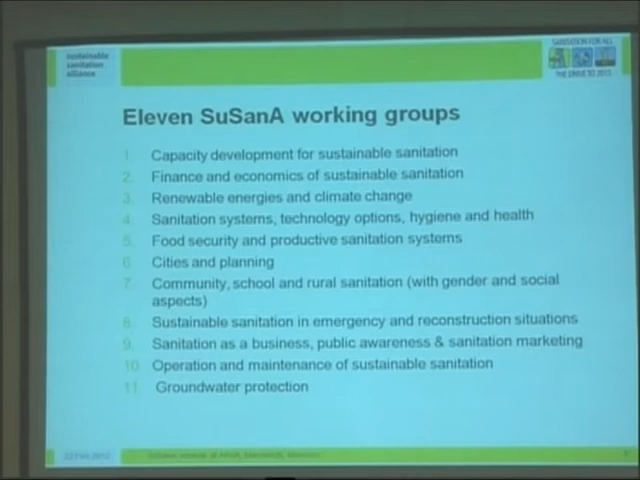 sustainable
sanitation
alliance
SANITATION FOR ALL
THE DRIVE TO 2015
Eleven SuSanA working groups
1. Capacity development for sustainable sanitation
2. Finance and economics of sustainable sanitation
3. Renewable energies and climate change
4. Sanitation systems, technology options, hygiene and health
5. Food security and productive sanitation systems
6. Cities and planning
7. Community, school and rural sanitation (with gender and social
aspects)
8. Sustainable sanitation in emergency and reconstruction situations
9. Sanitation as a business, public awareness & sanitation marketing
10. Operation and maintenance of sustainable sanitation
11. Groundwater protection